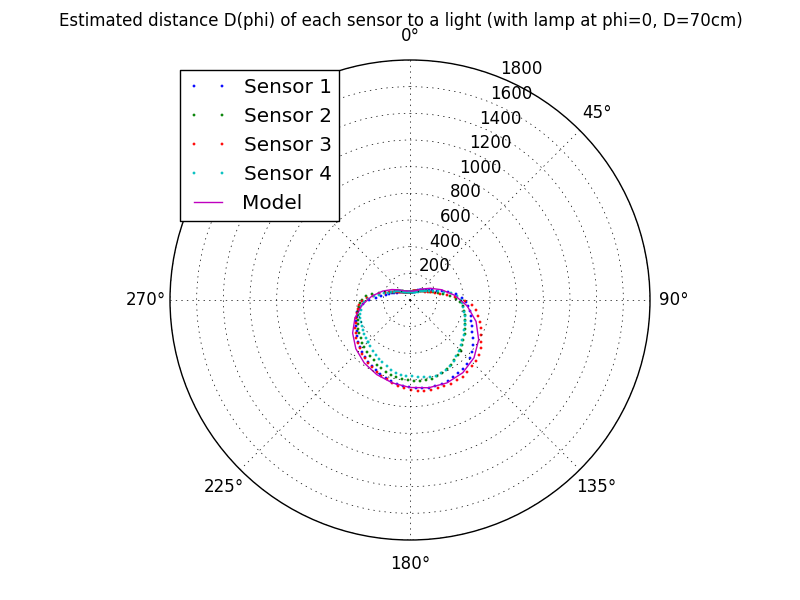 Estimated distance D(phi) of each sensor to a light (with lamp at phi=0, D=70cm)
0°
Sensor 1
Sensor 2
Sensor 3
Sensor 4
Model
1800
1600
1400
1200
1000
800
600
400
200
45°
270°
90°
225°
135°
180°